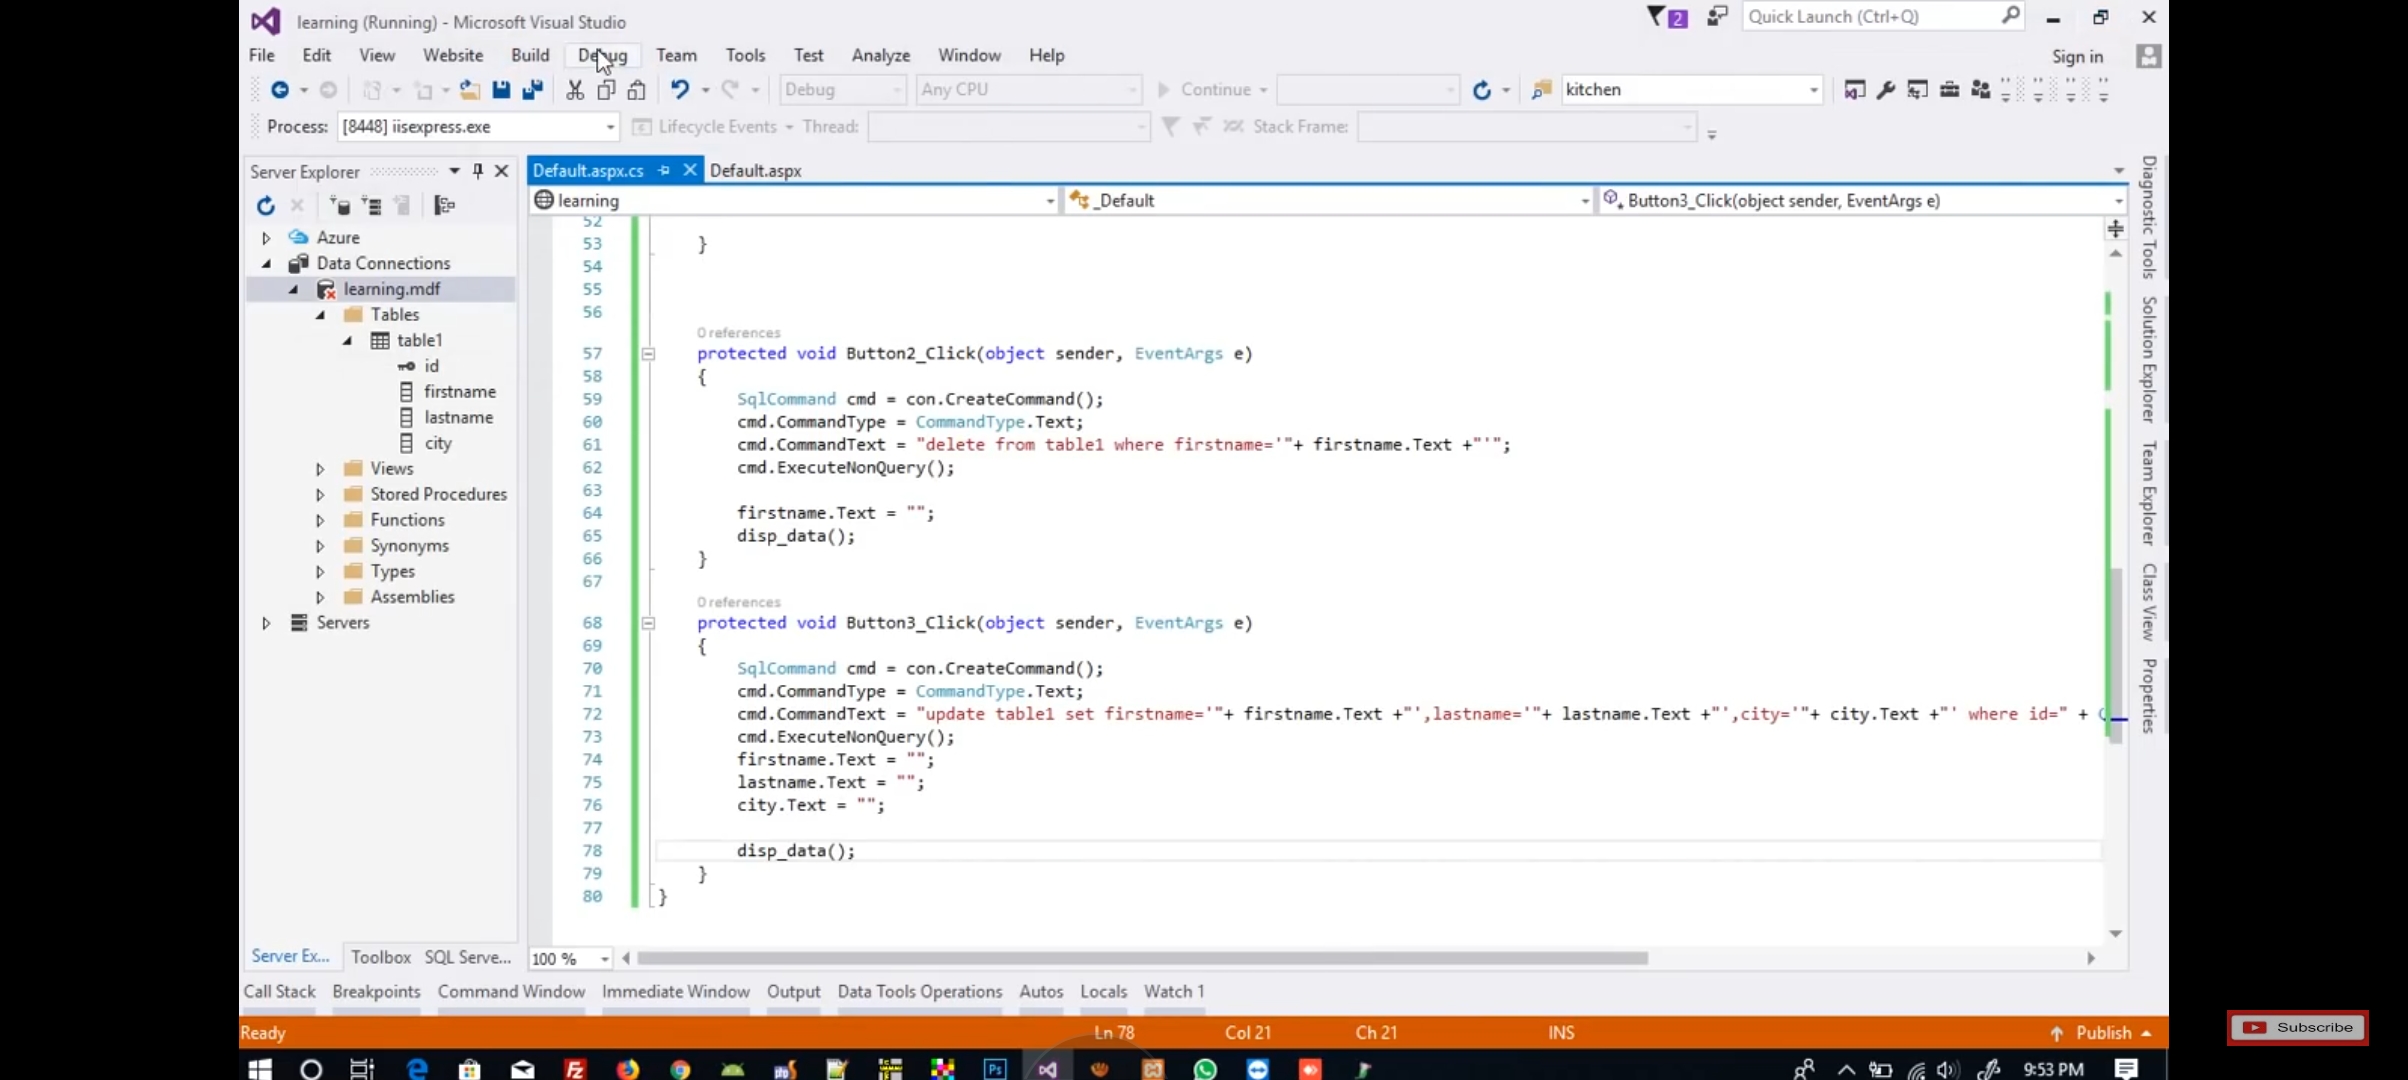 learning (Running) - Microsoft Visual Studio
2
Quick Launch (Ctrl+Q)
File Edit View Website Build Debug Team Tools Test Analyze Window Help
Sign in
Debug Any CPU Continue kitchen
Process: [8448] iisexpress.exe Lifecycle Events Thread: Stack Frame:
Server Explorer
Default.aspx.cs Default.aspx
learning _Default Button3_Click(object sender, EventArgs e)
Azure
Data Connections
learning.mdf
Tables
table1
id
firstname
lastname
city
Views
Stored Procedures
Functions
Synonyms
Types
Assemblies
Servers
52
53 }
54
55
56
0 references
57 protected void Button2_Click(object sender, EventArgs e)
58 {
59 SqlCommand cmd = con.CreateCommand();
60 cmd.CommandType = CommandType.Text;
61 cmd.CommandText = "delete from table1 where firstname='"+ firstname.Text +"'";
62 cmd.ExecuteNonQuery();
63
64 firstname.Text = "";
65 disp_data();
66 }
67
0 references
68 protected void Button3_Click(object sender, EventArgs e)
69 {
70 SqlCommand cmd = con.CreateCommand();
71 cmd.CommandType = CommandType.Text;
72 cmd.CommandText = "update table1 set firstname='"+ firstname.Text +"',lastname='"+ lastname.Text +"',city='"+ city.Text +"' where id=" +
73 cmd.ExecuteNonQuery();
74 firstname.Text = "";
75 lastname.Text = "";
76 city.Text = "";
77
78 disp_data();
79 }
80 }
Diagnostic Tools
Solution Explorer
Team Explorer
Class View
Properties
Server Ex... Toolbox SQL Serve...
100 %
Call Stack Breakpoints Command Window Immediate Window Output Data Tools Operations Autos Locals Watch 1
Ready Ln 78 Col 21 Ch 21 INS Publish
Subscribe
Fz php Ps
9:53 PM